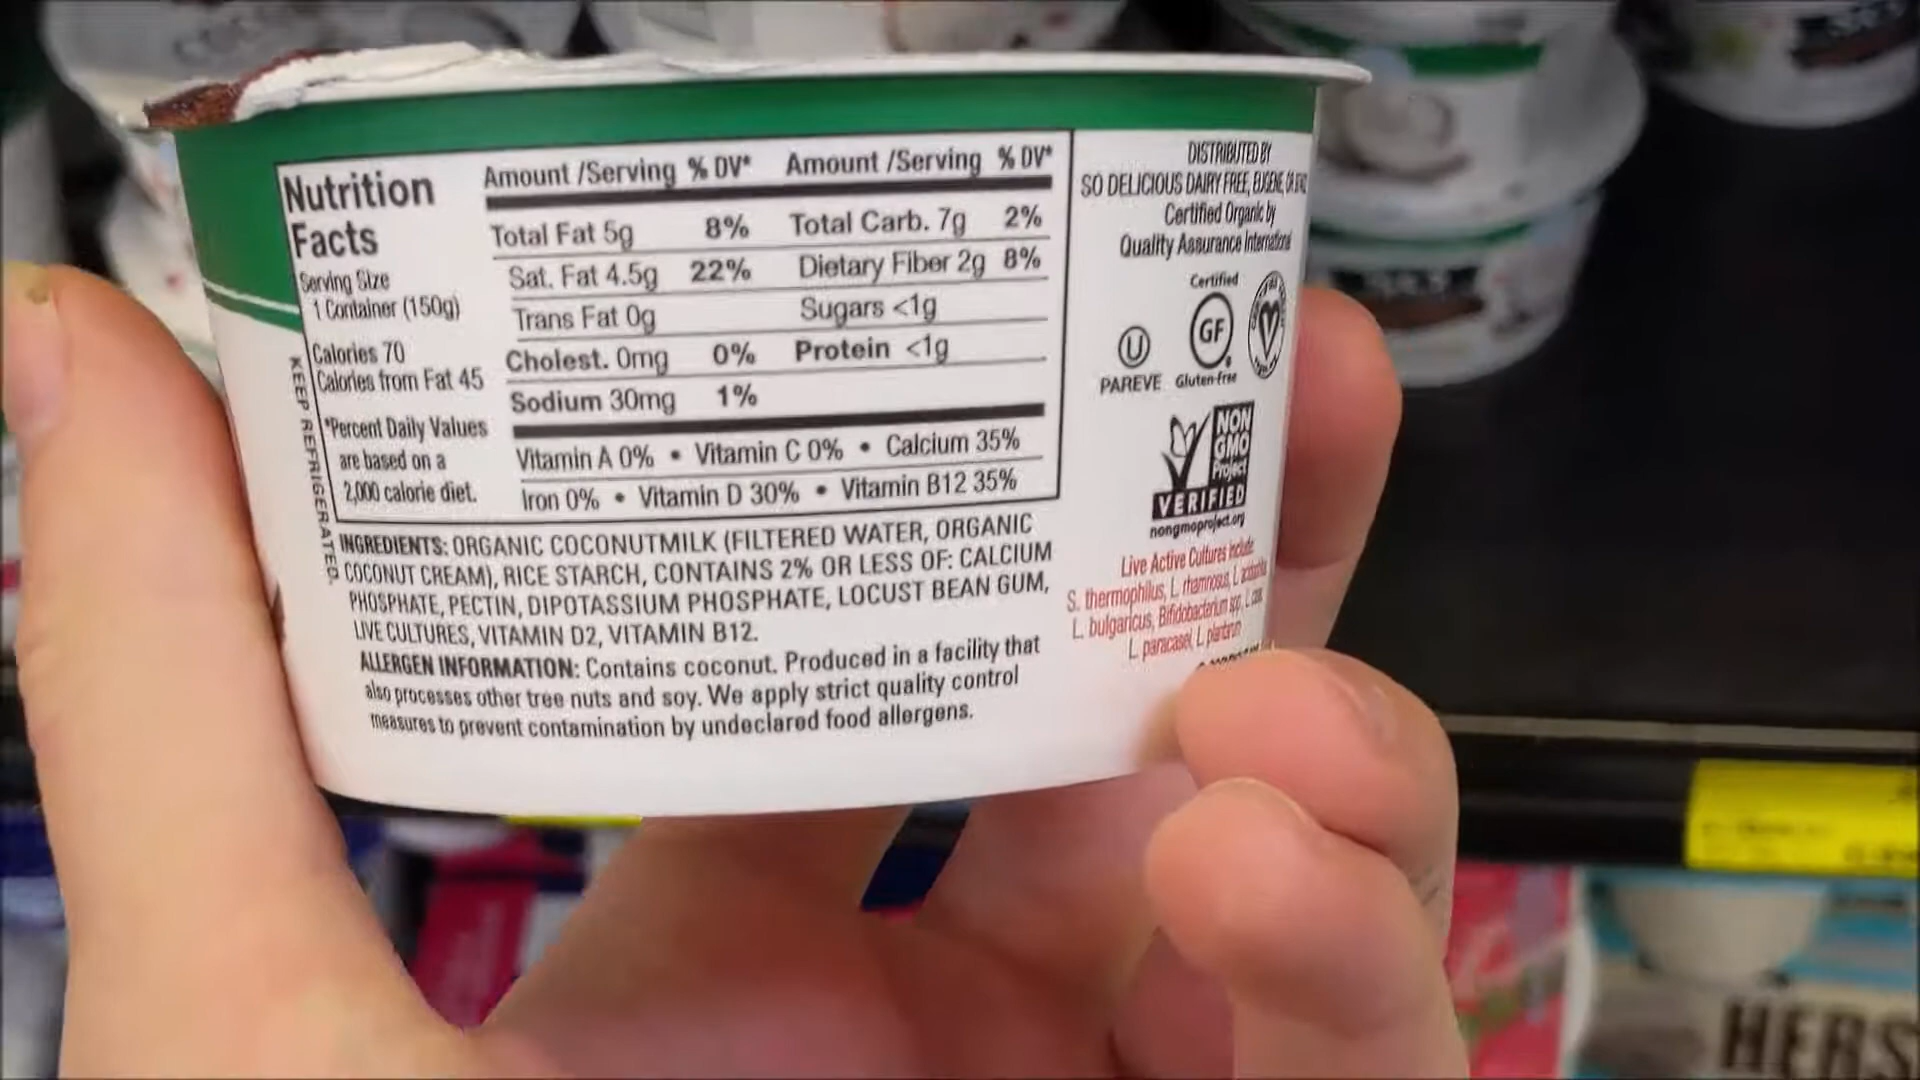 Nutrition
Facts
Serving Size
1 Container (150g)
Calories 70
Calories from Fat 45
*Percent Daily Values
are based on a
2,000 calorie diet.
KEEP REFRIGERATED.
Amount /Serving % DV* Amount /Serving % DV*
Total Fat 5g 8% Total Carb. 7g 2%
Sat. Fat 4.5g 22% Dietary Fiber 2g 8%
Trans Fat 0g Sugars <1g
Cholest. 0mg 0% Protein <1g
Sodium 30mg 1%
Vitamin A 0% • Vitamin C 0% • Calcium 35%
Iron 0% • Vitamin D 30% • Vitamin B12 35%
INGREDIENTS: ORGANIC COCONUTMILK (FILTERED WATER, ORGANIC
COCONUT CREAM), RICE STARCH, CONTAINS 2% OR LESS OF: CALCIUM
PHOSPHATE, PECTIN, DIPOTASSIUM PHOSPHATE, LOCUST BEAN GUM,
LIVE CULTURES, VITAMIN D2, VITAMIN B12.
ALLERGEN INFORMATION: Contains coconut. Produced in a facility that
also processes other tree nuts and soy. We apply strict quality control
measures to prevent contamination by undeclared food allergens.
DISTRIBUTED BY
SO DELICIOUS DAIRY FREE, EUGENE,
Certified Organic by
Quality Assurance International
Certified
GF
Gluten-Free
U
PAREVE
V
NON
GMO
Project
VERIFIED
nongmoproject.org
Live Active Cultures include
S. thermophilus, L. rhamnosus,
L. bulgaricus, Bifidobacterium spp,
L. paracasei, L.
HERS